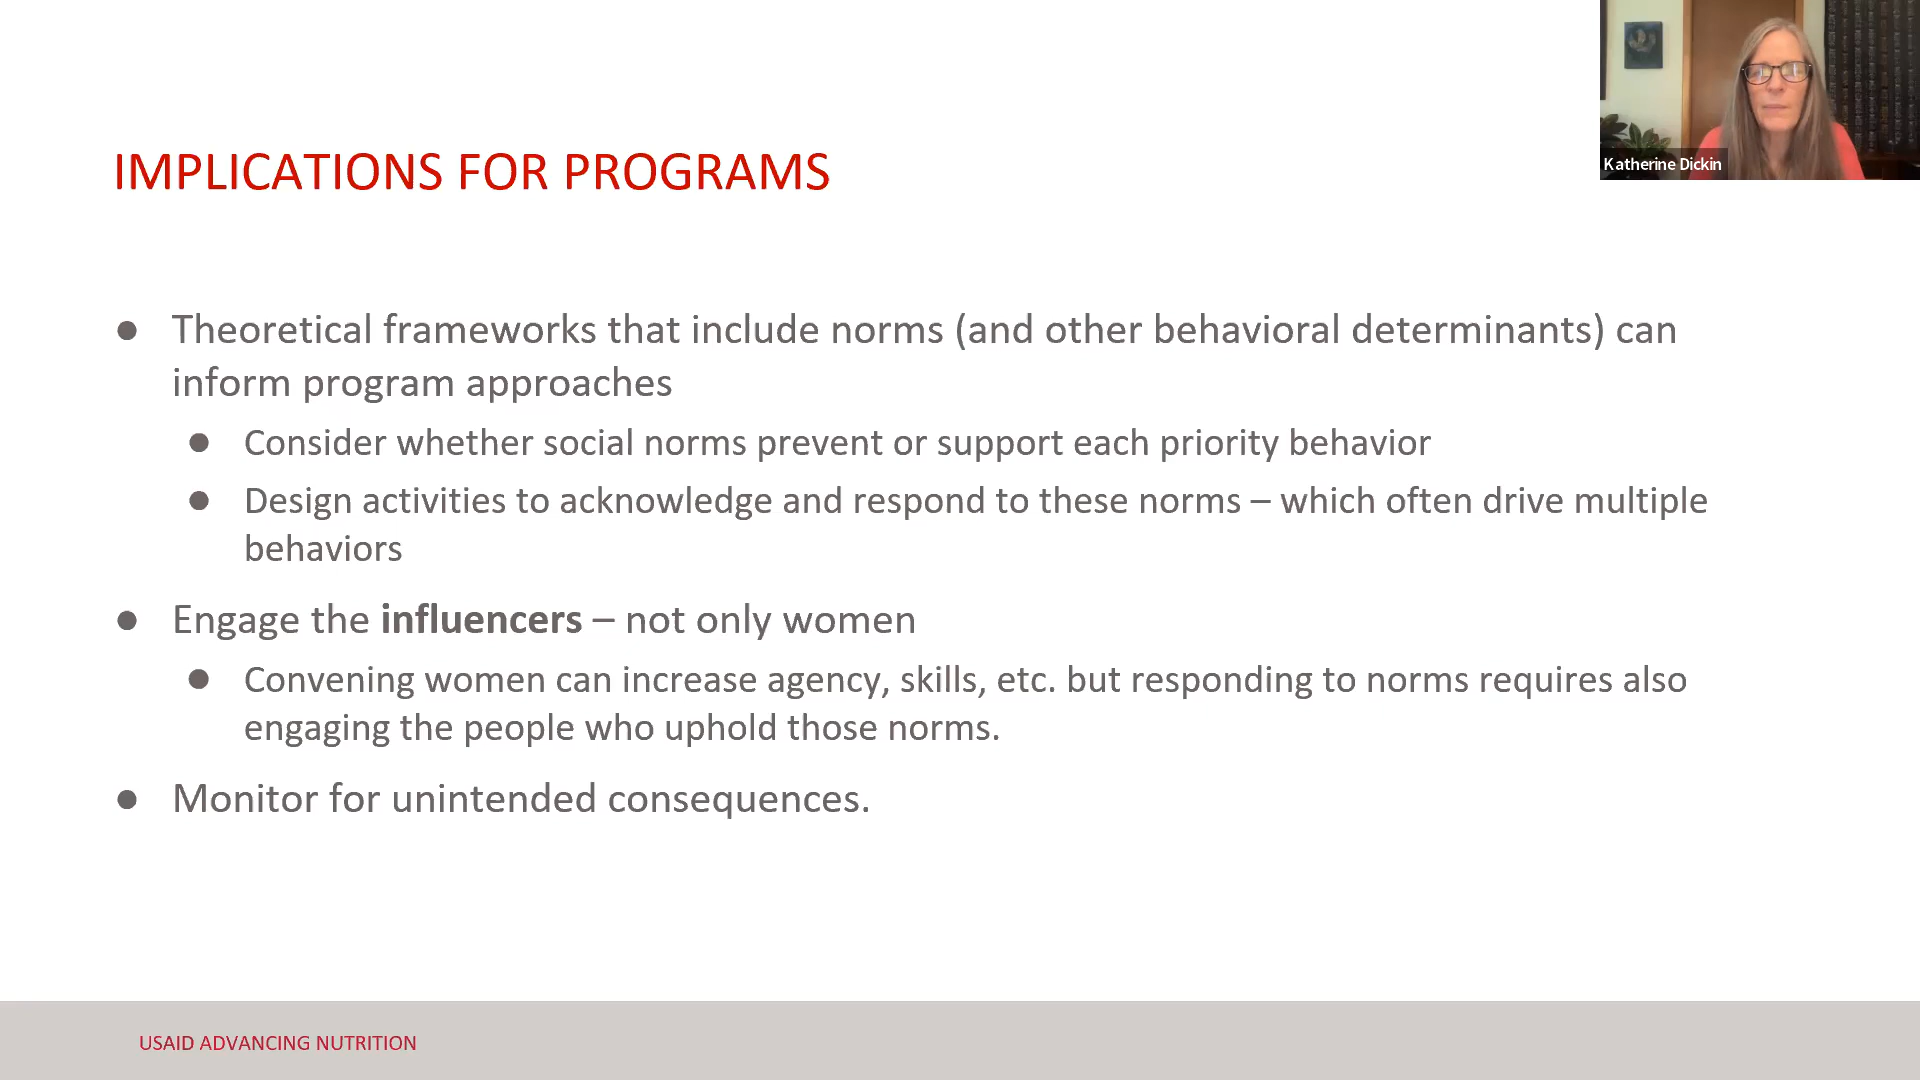 Katherine Dickin
IMPLICATIONS FOR PROGRAMS
● Theoretical frameworks that include norms (and other behavioral determinants) can
inform program approaches
● Consider whether social norms prevent or support each priority behavior
● Design activities to acknowledge and respond to these norms – which often drive multiple
behaviors
● Engage the influencers – not only women
● Convening women can increase agency, skills, etc. but responding to norms requires also
engaging the people who uphold those norms.
● Monitor for unintended consequences.
USAID ADVANCING NUTRITION